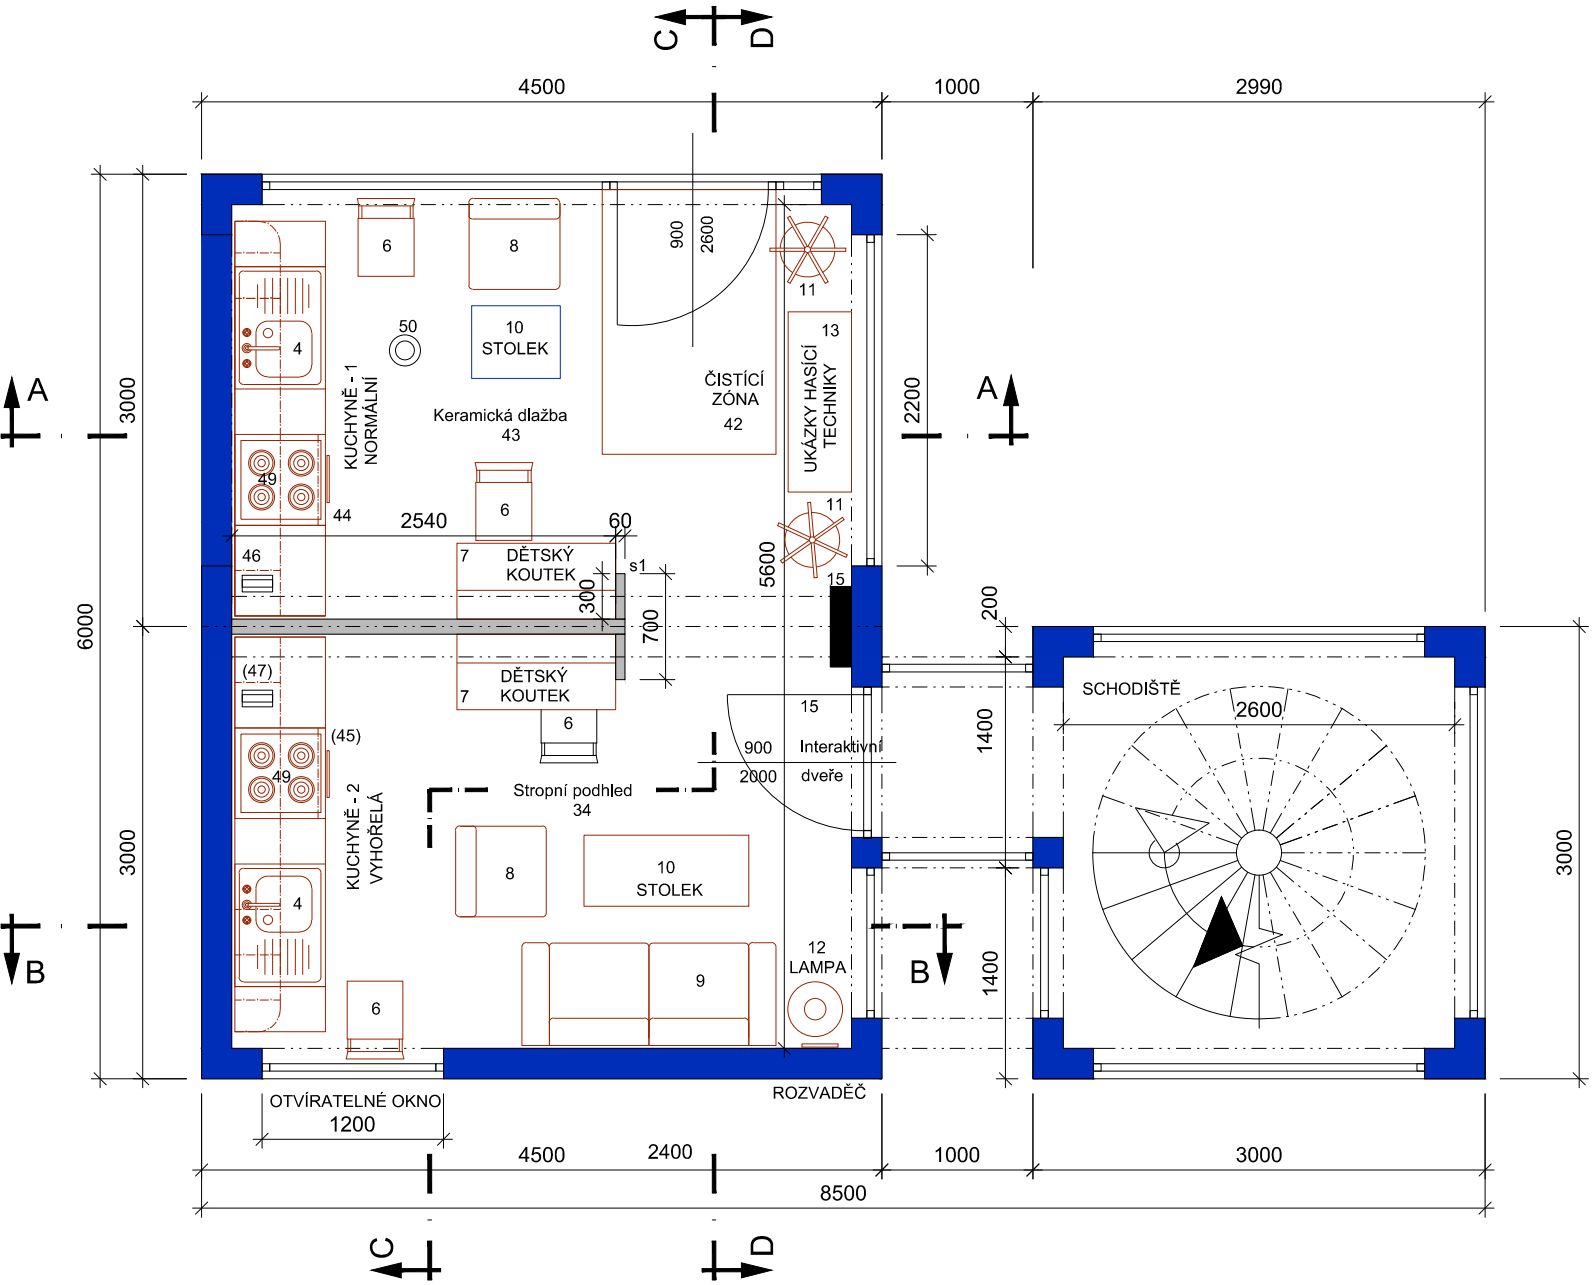 C
D
4500
1000
2990
6
8
900
2600
11
50
10
STOLEK
13
4
KUCHYNĚ - 1
NORMÁLNÍ
ČISTÍCÍ
ZÓNA
42
UKÁZKY HASÍCÍ
TECHNIKY
2200
A
A
3000
Keramická dlažba
43
49
44
6
11
2540
60
46
7
DĚTSKÝ
KOUTEK
s1
5600
15
300
700
200
6000
(47)
DĚTSKÝ
KOUTEK
7
SCHODIŠTĚ
2600
15
6
(45)
900
Interaktivní
2000
dveře
1400
49
Stropní podhled
34
KUCHYNĚ - 2
VYHOŘELÁ
3000
3000
8
10
STOLEK
4
12
LAMPA
B
B
1400
9
6
OTVÍRATELNÉ OKNO
ROZVADĚČ
1200
4500
2400
1000
3000
8500
C
D